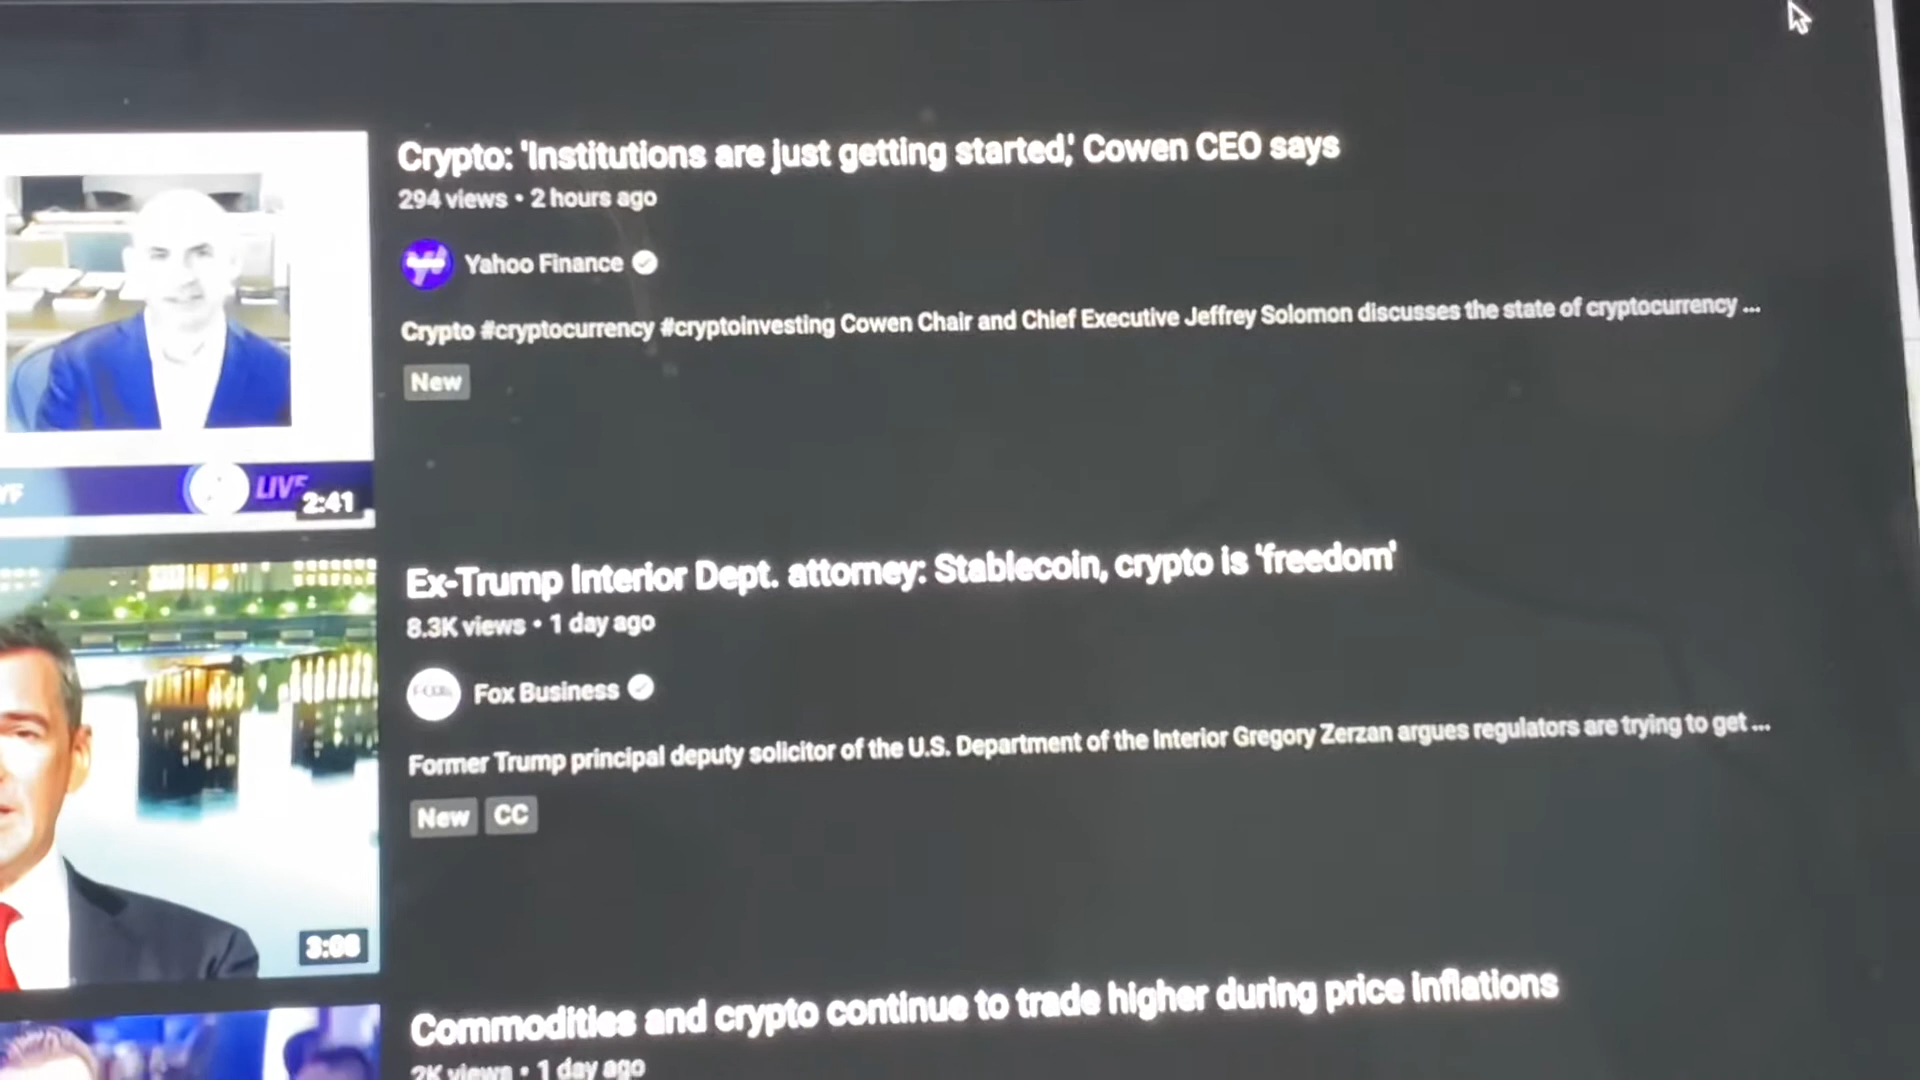 Crypto: 'Institutions are just getting started,' Cowen CEO says
294 views • 2 hours ago
Yahoo Finance
Crypto #cryptocurrency #cryptoinvesting Cowen Chair and Chief Executive Jeffrey Solomon discusses the state of cryptocurrency ...
New
YF
LIVE
2:41
Ex-Trump Interior Dept. attorney: Stablecoin, crypto is 'freedom'
8.3K views • 1 day ago
Fox Business
Former Trump principal deputy solicitor of the U.S. Department of the Interior Gregory Zerzan argues regulators are trying to get ...
New CC
3:08
Commodities and crypto continue to trade higher during price inflations
2K views • 1 day ago